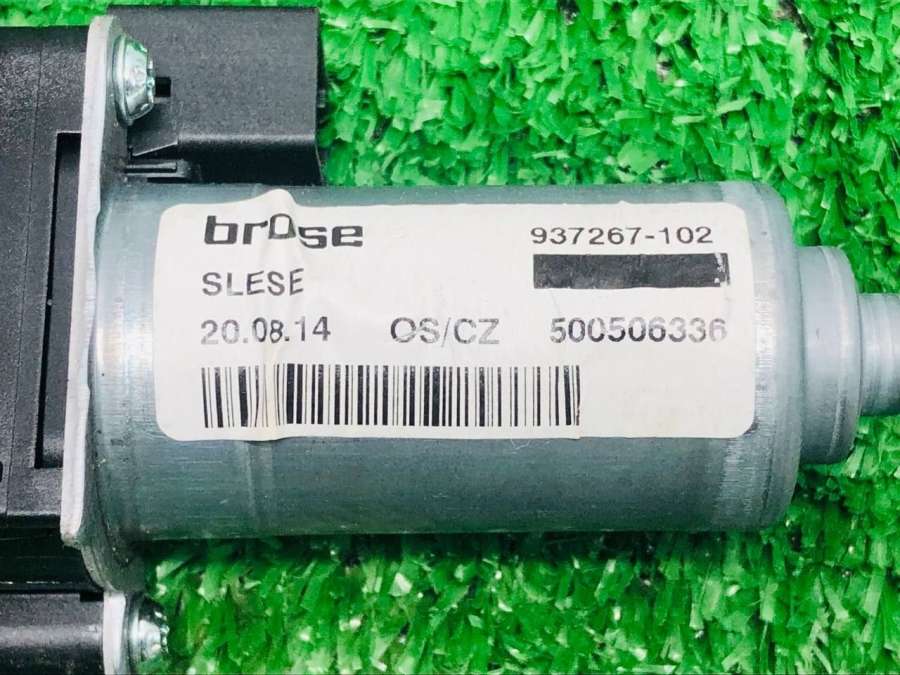 brose 937267-102
SLESE
20.08.14 OS/CZ 500506336